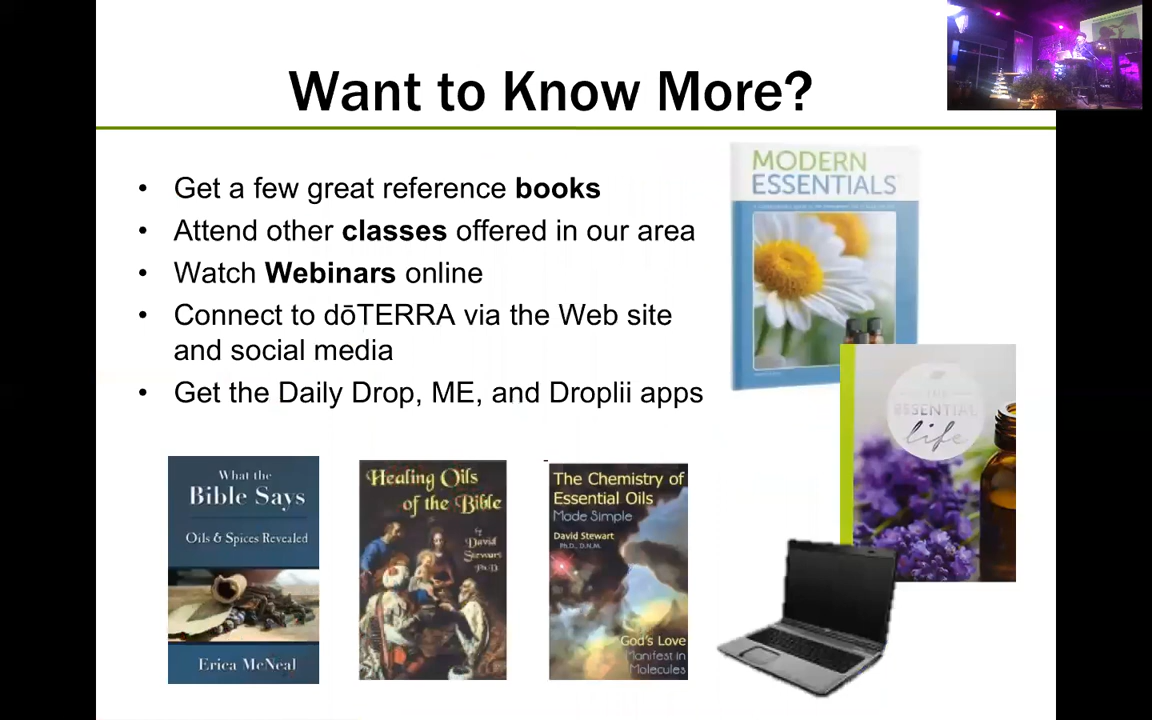 Want to Know More?
• Get a few great reference books
• Attend other classes offered in our area
• Watch Webinars online
• Connect to dōTERRA via the Web site
and social media
• Get the Daily Drop, ME, and Droplii apps
MODERN
ESSENTIALS
ESSENTIAL
life
What the
Bible Says
Oils & Spices Revealed
Erica McNeal
Healing Oils
of the Bible
by
David
Stewart
Ph.D.
The Chemistry of
Essential Oils
Made Simple
David Stewart
Ph.D., D.N.M.
God's Love
Manifest in
Molecules